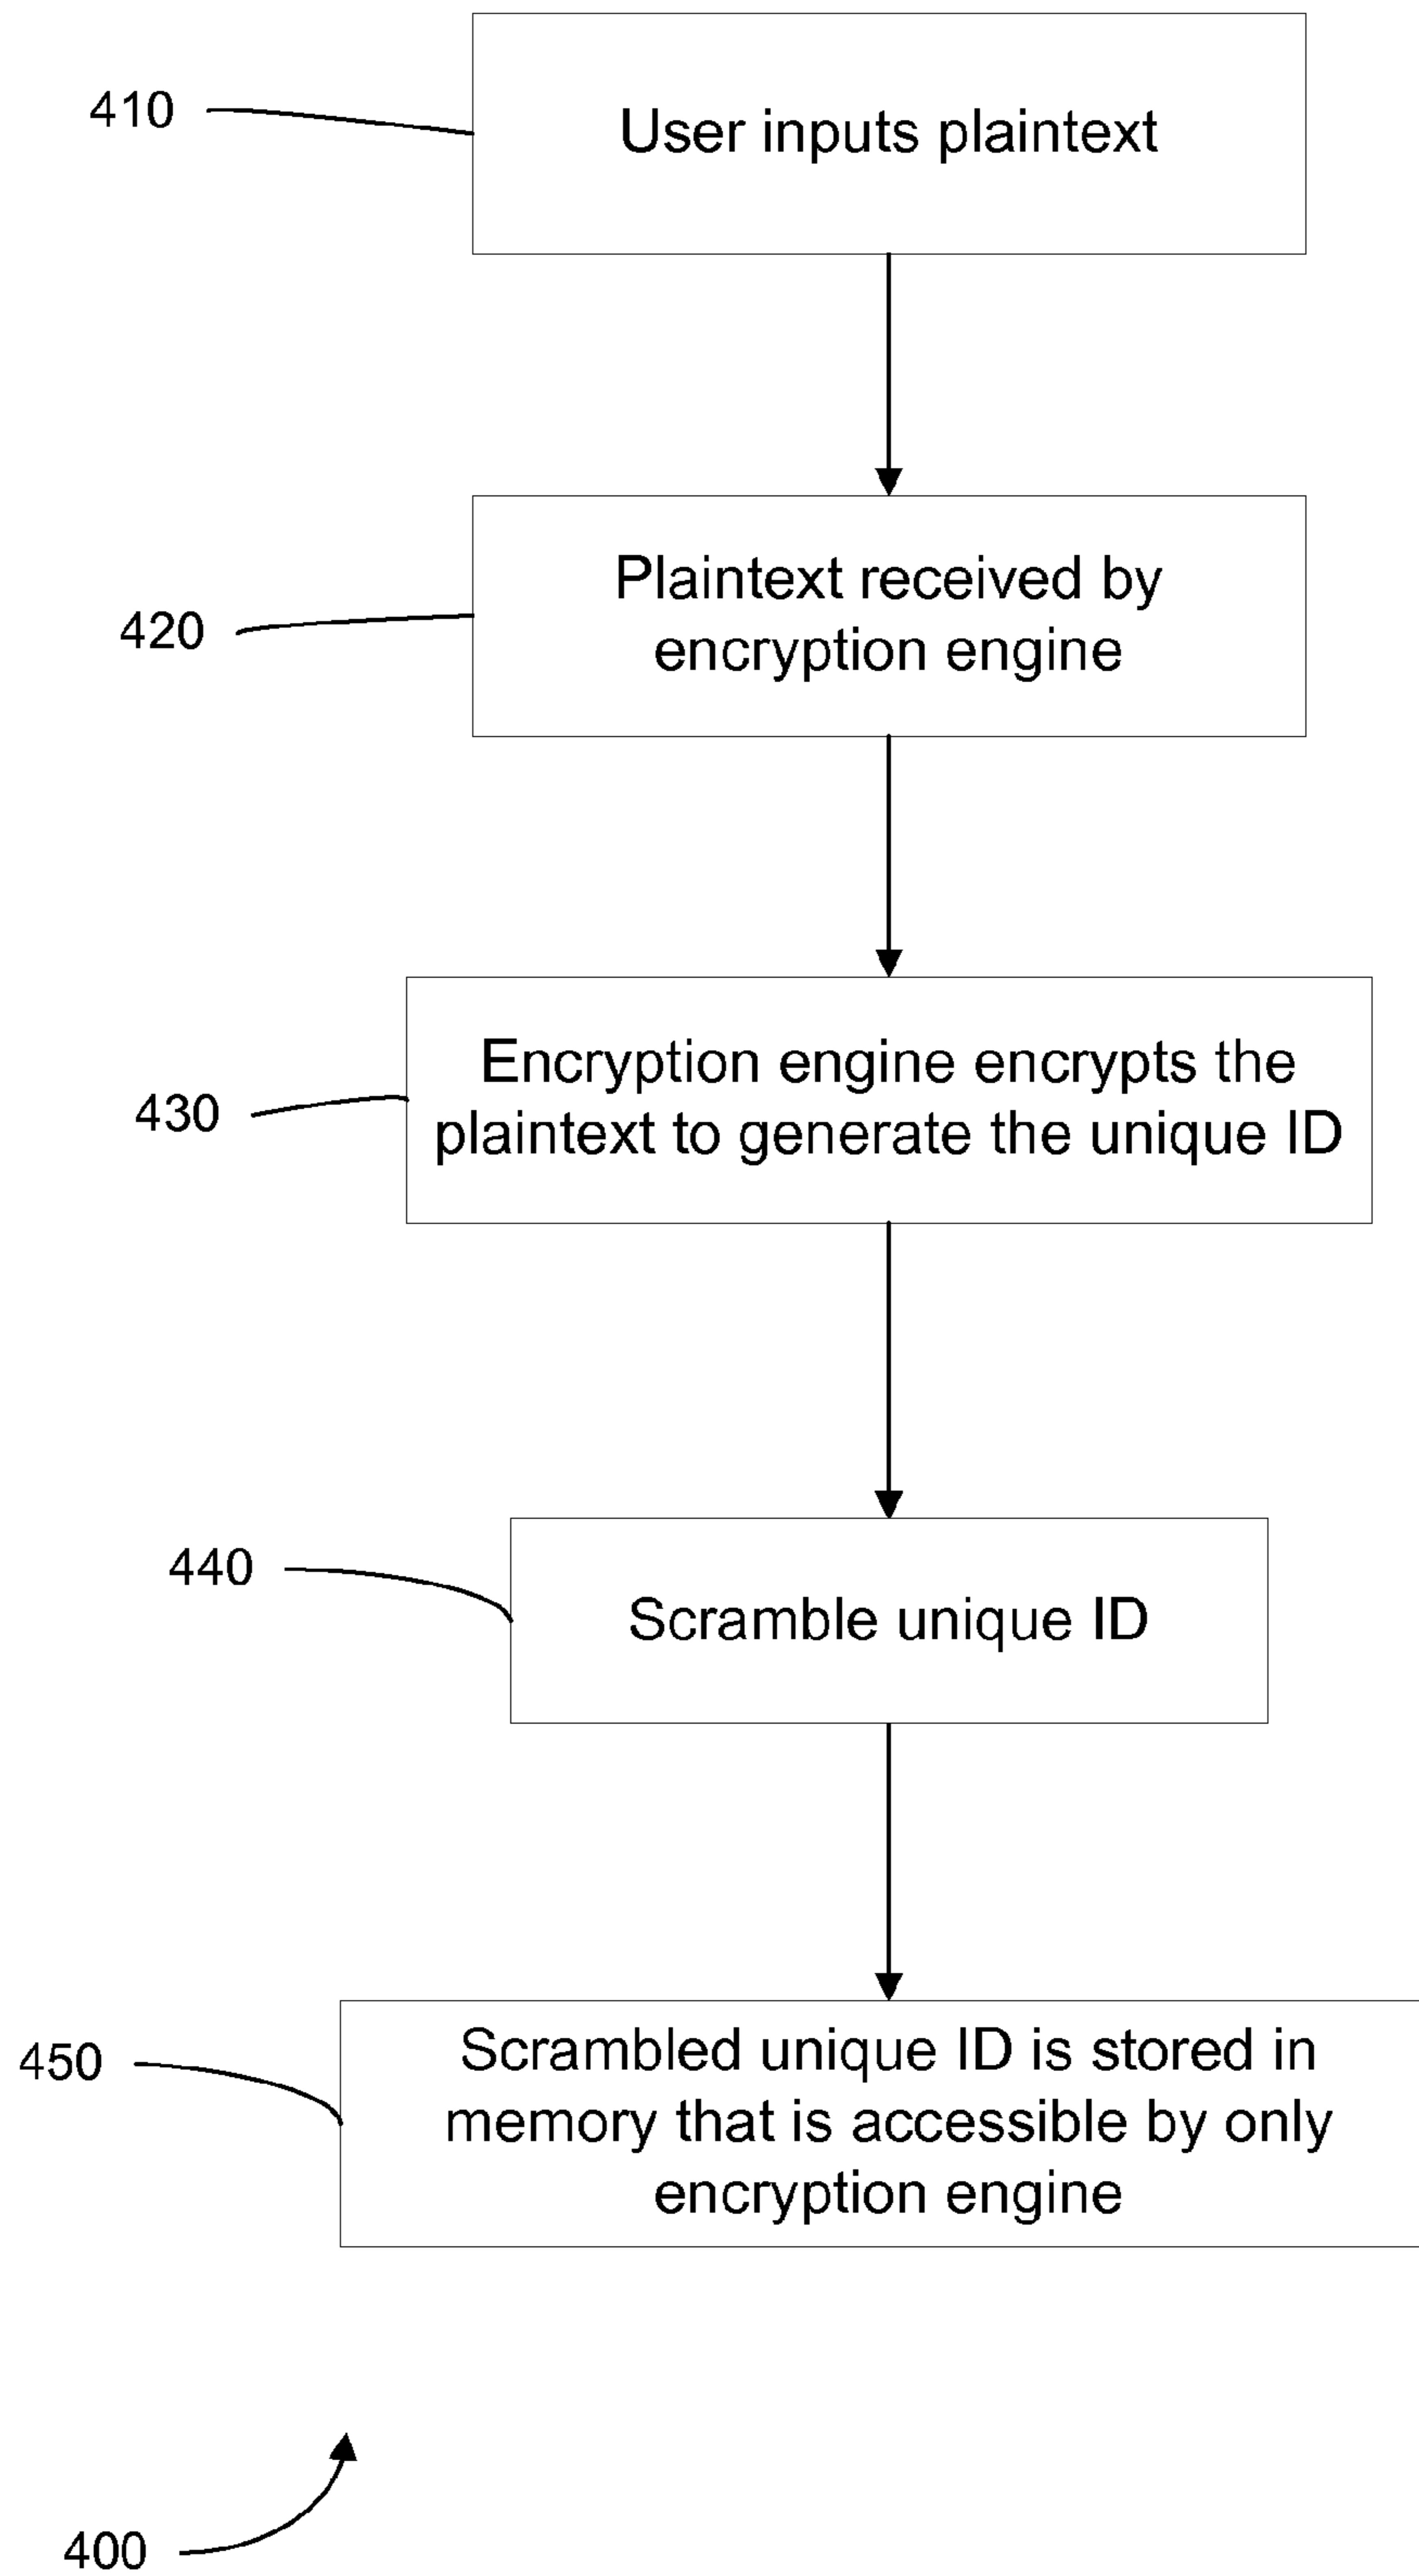 410
User inputs plaintext
420
Plaintext received by
encryption engine
430
Encryption engine encrypts the
plaintext to generate the unique ID
440
Scramble unique ID
450
Scrambled unique ID is stored in
memory that is accessible by only
encryption engine
400